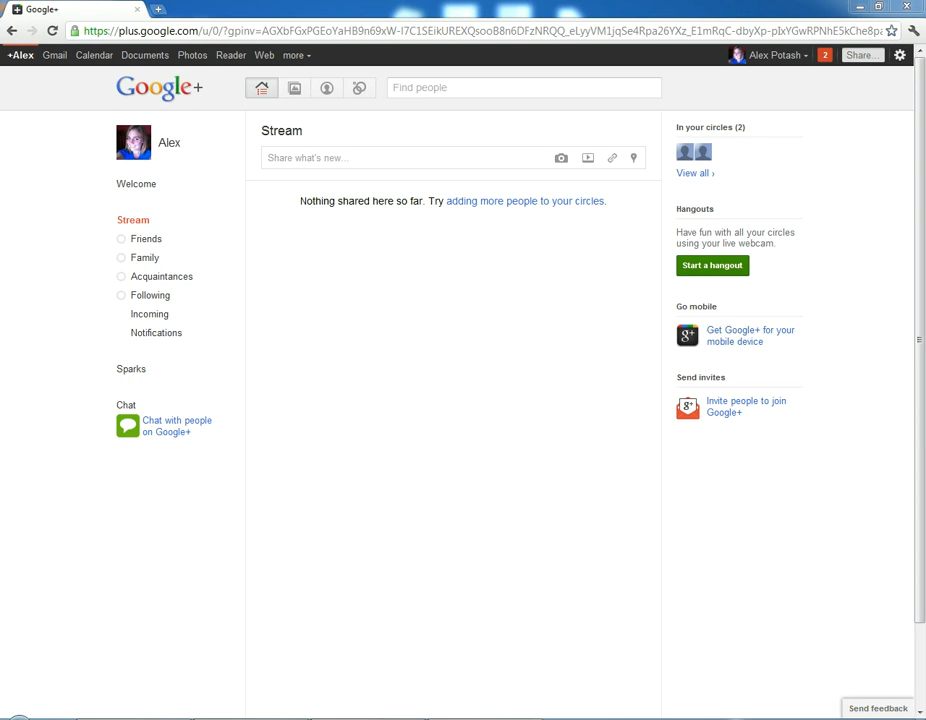 Google+
https://plus.google.com/u/0/?gpinv=
+Alex Gmail Calendar Documents Photos Reader Web more
Alex Potash 2 Share...
Google+
Find people
Alex
Welcome
Stream
Friends
Family
Acquaintances
Following
Incoming
Notifications
Sparks
Chat
Chat with people
on Google+
Stream
Share what's new...
Nothing shared here so far. Try adding more people to your circles.
In your circles (2)
View all ›
Hangouts
Have fun with all your circles
using your live webcam.
Start a hangout
Go mobile
g+
Get Google+ for your
mobile device
Send invites
g+
Invite people to join
Google+
Send feedback